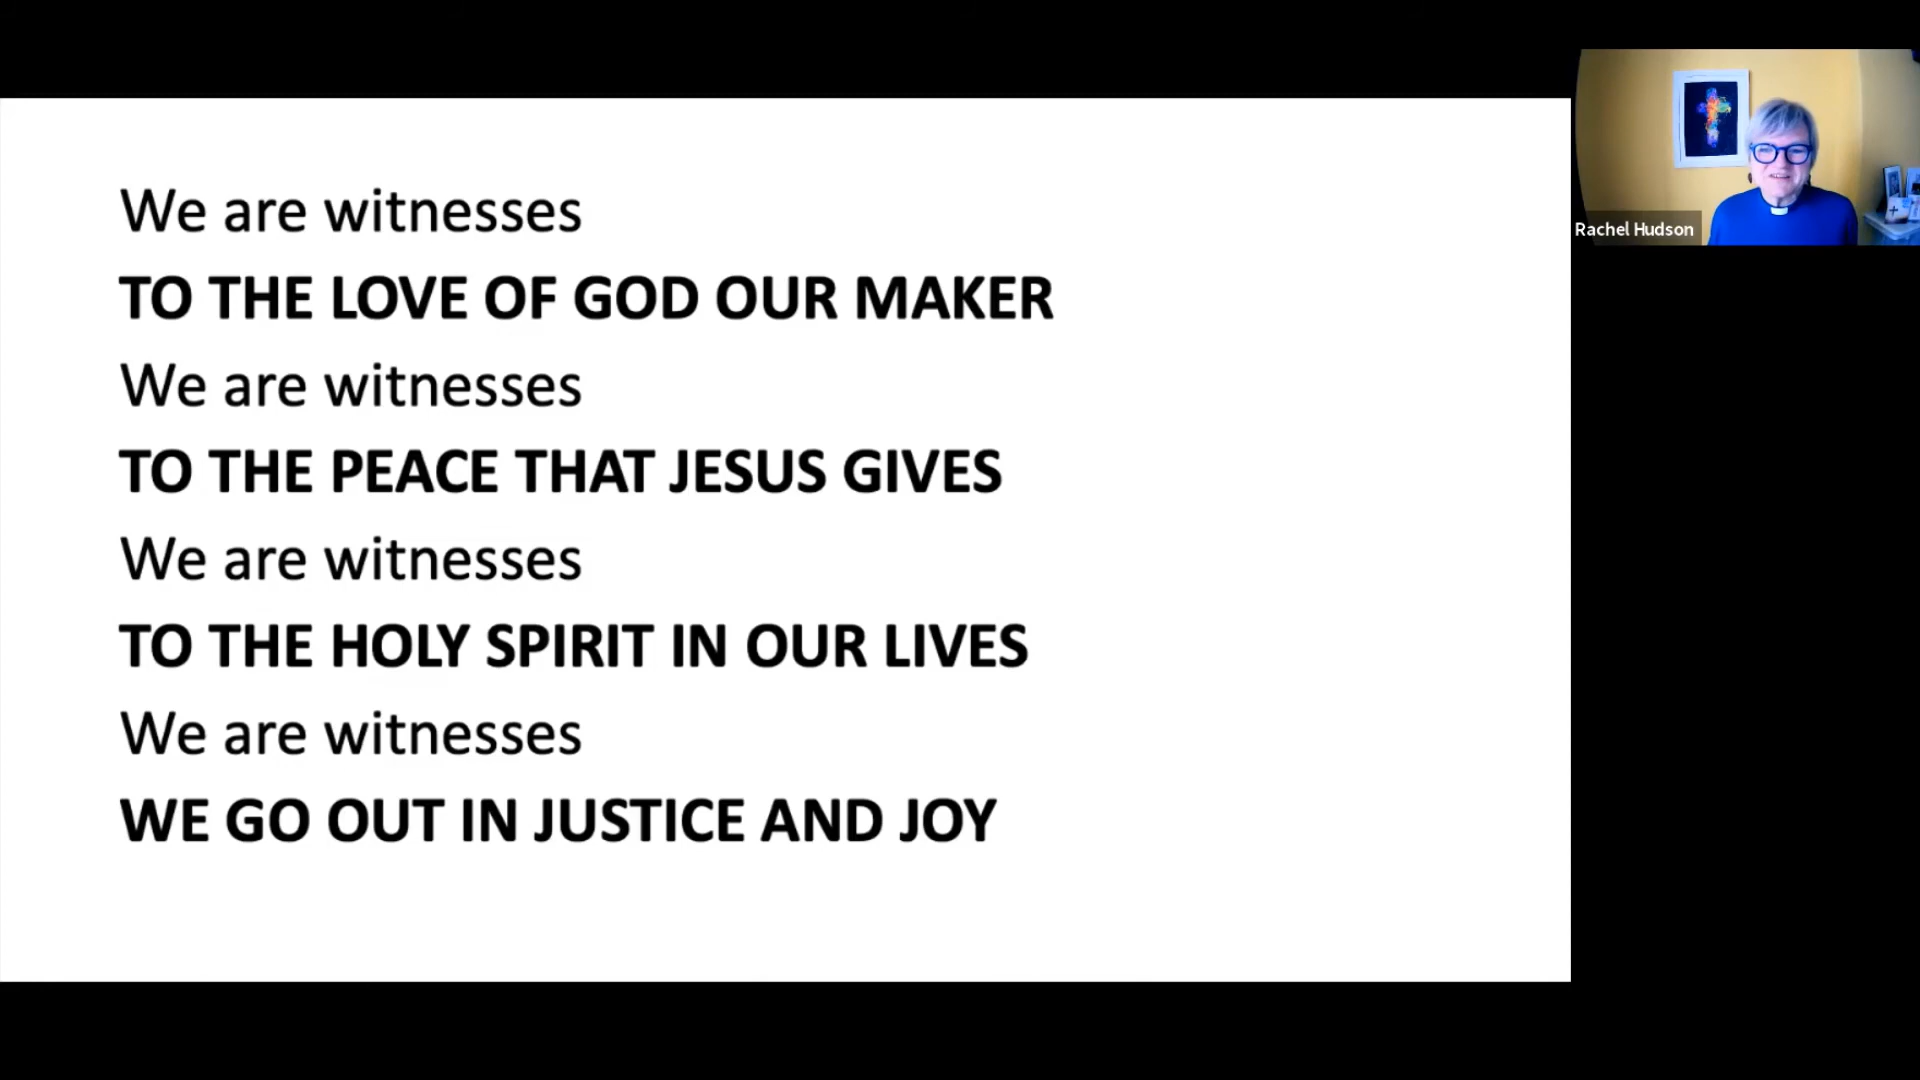 We are witnesses
TO THE LOVE OF GOD OUR MAKER
We are witnesses
TO THE PEACE THAT JESUS GIVES
We are witnesses
TO THE HOLY SPIRIT IN OUR LIVES
We are witnesses
WE GO OUT IN JUSTICE AND JOY
Rachel Hudson